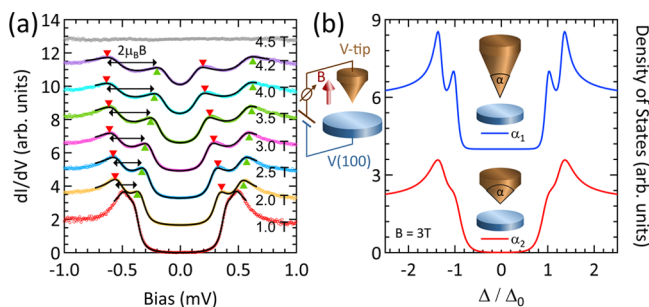 (a)
14
12
10
8
6
4
2
0
dI/dV (arb. units)
-1.0
-0.5
0.0
0.5
1.0
Bias (mV)
2μBB
4.5 T
4.2 T
4.0 T
3.5 T
3.0 T
2.5 T
2.0 T
1.0 T
V-tip
B
V(100)
(b)
9
6
3
0
α
α1
α
α2
B = 3T
-2
-1
0
1
2
Δ / Δ0
Density of States (arb. units)